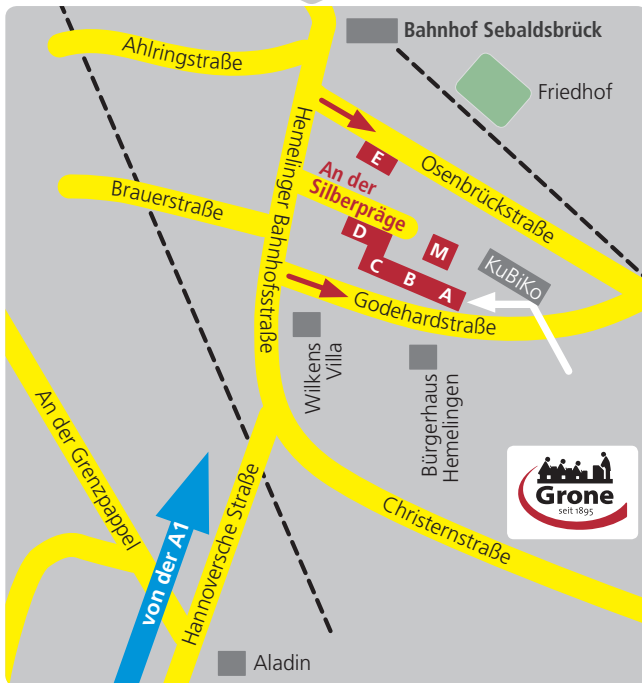 Bahnhof Sebaldsbrück
Ahlringstraße
Friedhof
Hemelinger Bahnhofsstraße
Osenbrückstraße
E
An der
Silberpräge
Brauerstraße
D
M
C B A
KuBiKo
Godehardstraße
Wilkens
Villa
Bürgerhaus
Hemelingen
An der Grenzpappel
Hannoversche Straße
von der A1
Christernstraße
Grone
seit 1895
Aladin